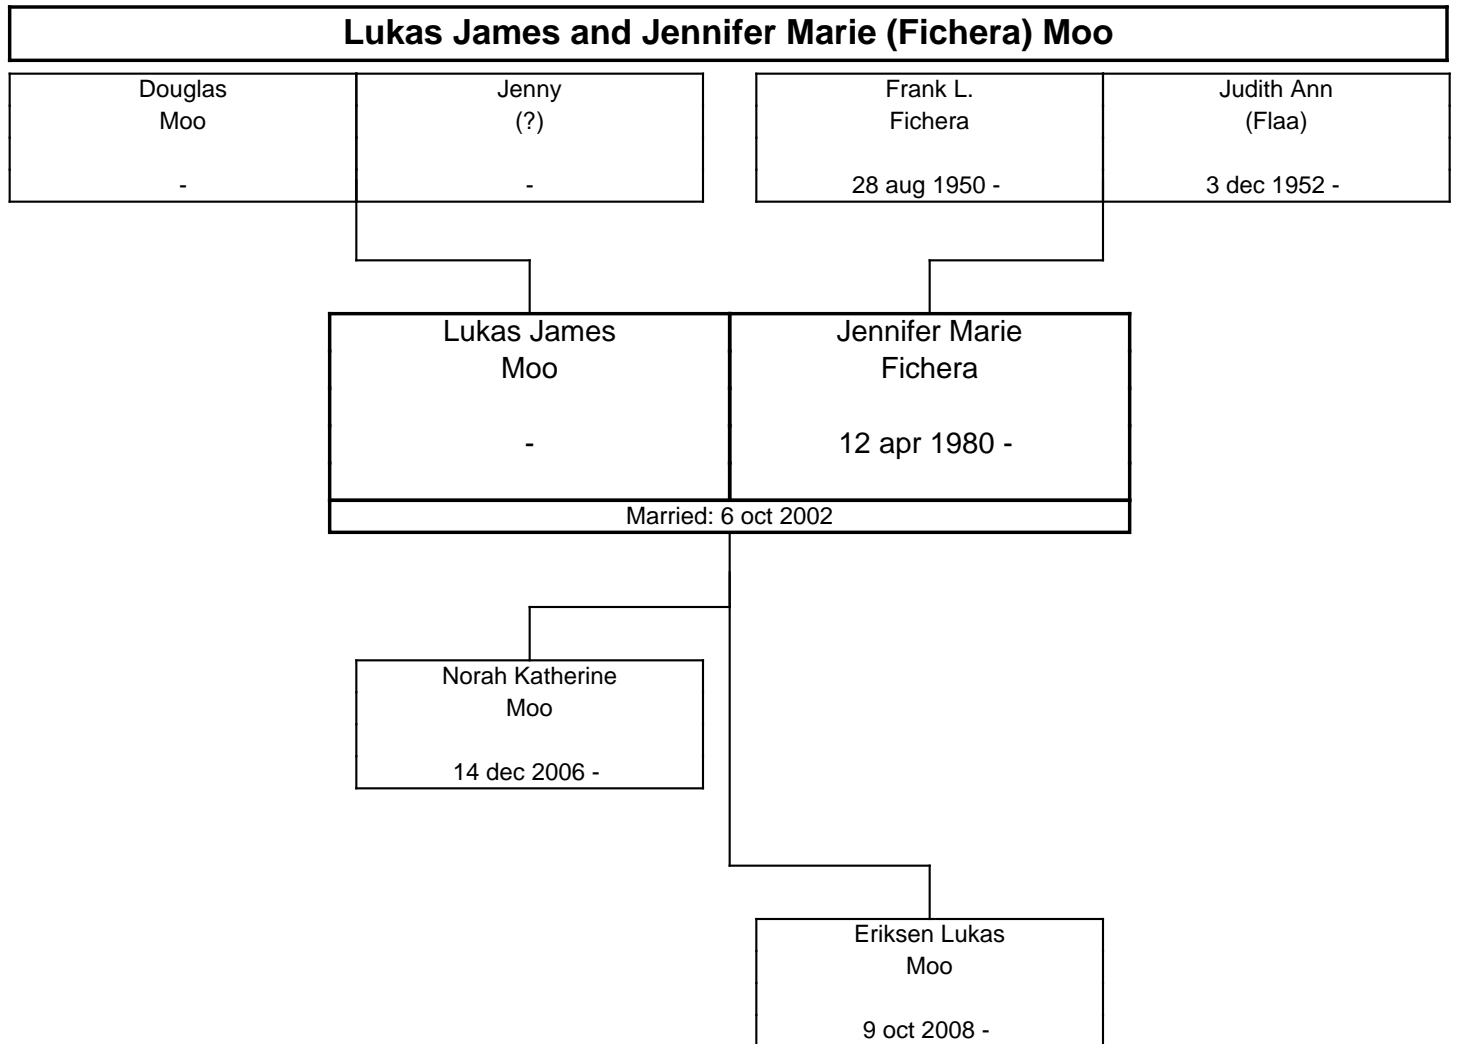 Lukas James and Jennifer Marie (Fichera) Moo
Douglas
Moo
-
Jenny
(?)
-
Frank L.
Fichera
28 aug 1950 -
Judith Ann
(Flaa)
3 dec 1952 -
Lukas James
Moo
-
Jennifer Marie
Fichera
12 apr 1980 -
Married: 6 oct 2002
Norah Katherine
Moo
14 dec 2006 -
Eriksen Lukas
Moo
9 oct 2008 -